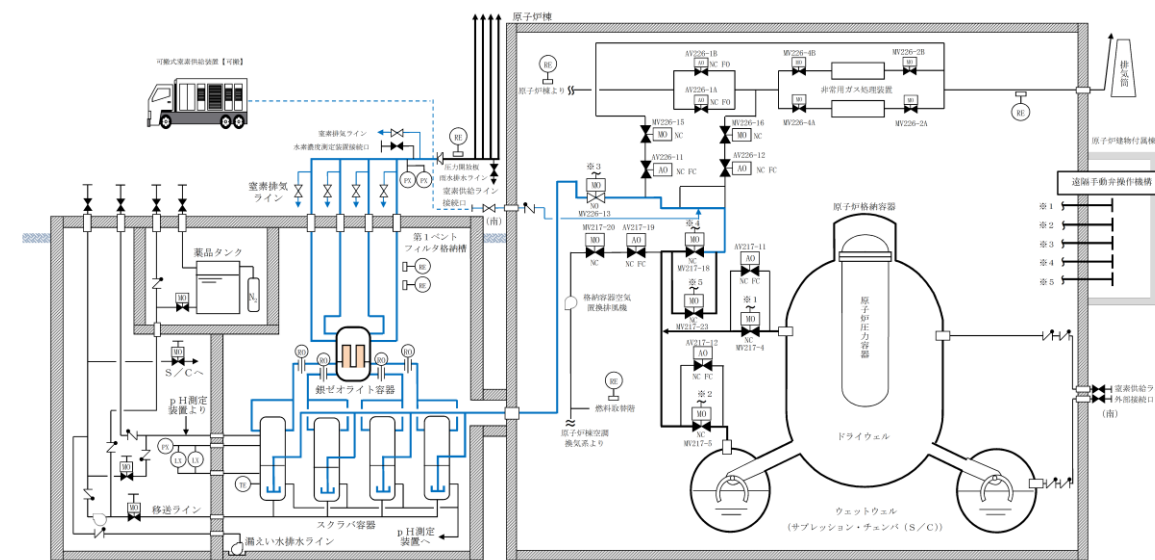 原子炉棟
可搬式窒素供給装置【可搬】
RE
原子炉棟より
AV226-1B
AO
NC FO
AV226-1A
AO
NC FO
MV226-4B
MO
MV226-2B
MO
非常用ガス処理装置
MO
MV226-4A
MO
MV226-2A
RE
排気筒
窒素排気ライン
水素濃度測定装置接続口
RE
圧力開放板
雨水排水ライン
PX
PX
窒素供給ライン
接続口
(南)
窒素排気
ライン
MV226-15
MO
NC
MV226-16
MO
NC
AV226-11
AO
NC FC
AV226-12
AO
NC FC
※3
MO
NO
MV226-13
MV217-20
MO
NC
AV217-19
AO
NC FC
※4
MO
NC
MV217-18
※5
MO
NC
MV217-23
AV217-11
AO
NC FC
※1
MO
NC
MV217-4
AV217-12
AO
NC FC
※2
MO
NC
MV217-5
格納容器空気
置換排風機
RE
燃料取替階
原子炉棟空調
換気系より
原子炉格納容器
原子炉圧力容器
ドライウェル
ウェットウェル
(サプレッション・チェンバ(S/C))
原子炉建物付属棟
遠隔手動弁操作機構
※1
※2
※3
※4
※5
窒素供給ラ
外部接続口
(南)
第1ベント
フィルタ格納槽
RE
RE
薬品タンク
N₂
MO
MO
S/Cへ
pH測定
装置より
RO
RO
RO
RO
銀ゼオライト容器
PX
LX
LX
TE
MO
移送ライン
MO
スクラバ容器
漏えい水排水ライン
pH測定
装置へ